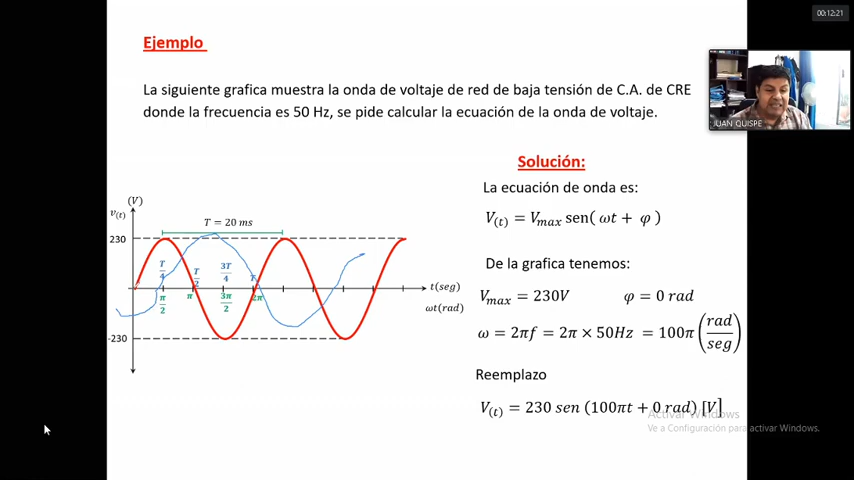 00:12:21
Ejemplo
La siguiente grafica muestra la onda de voltaje de red de baja tensión de C.A. de CRE
donde la frecuencia es 50 Hz, se pide calcular la ecuación de la onda de voltaje.
JUAN QUISPE
Solución:
La ecuación de onda es:
V(t) = Vmax sen( ωt + φ )
De la grafica tenemos:
Vmax = 230V φ = 0 rad
ω = 2πf = 2π × 50Hz = 100π (rad/seg)
Reemplazo
V(t) = 230 sen (100πt + 0 rad) [V]
(V)
v(t)
T = 20 ms
230
T/4 T/2 3T/4 T
π/2 π 3π/2 2π
t(seg)
ωt(rad)
-230
Activar Windows
Ve a Configuración para activar Windows.